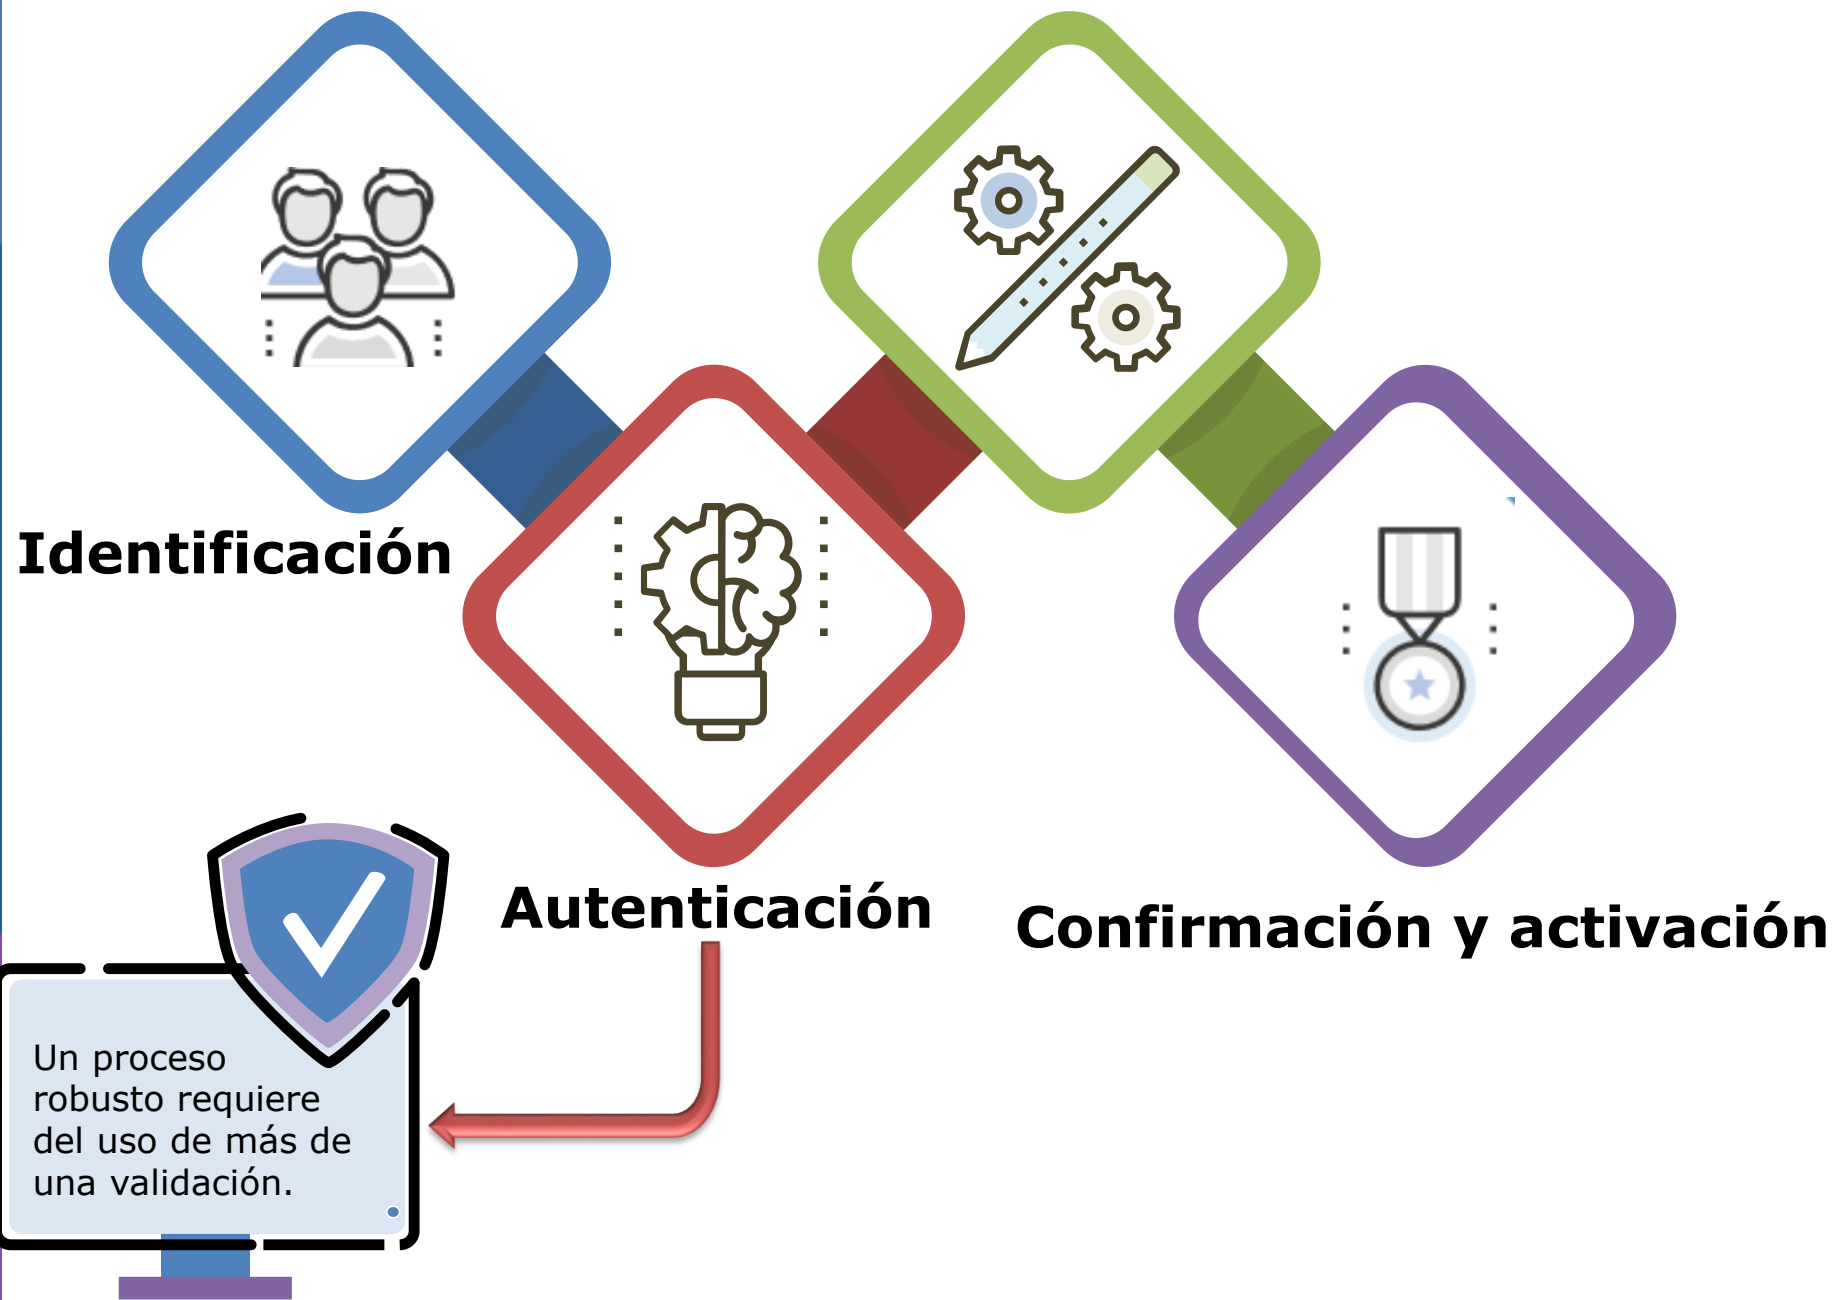 Identificación
Autenticación
Confirmación y activación
Un proceso
robusto requiere
del uso de más de
una validación.